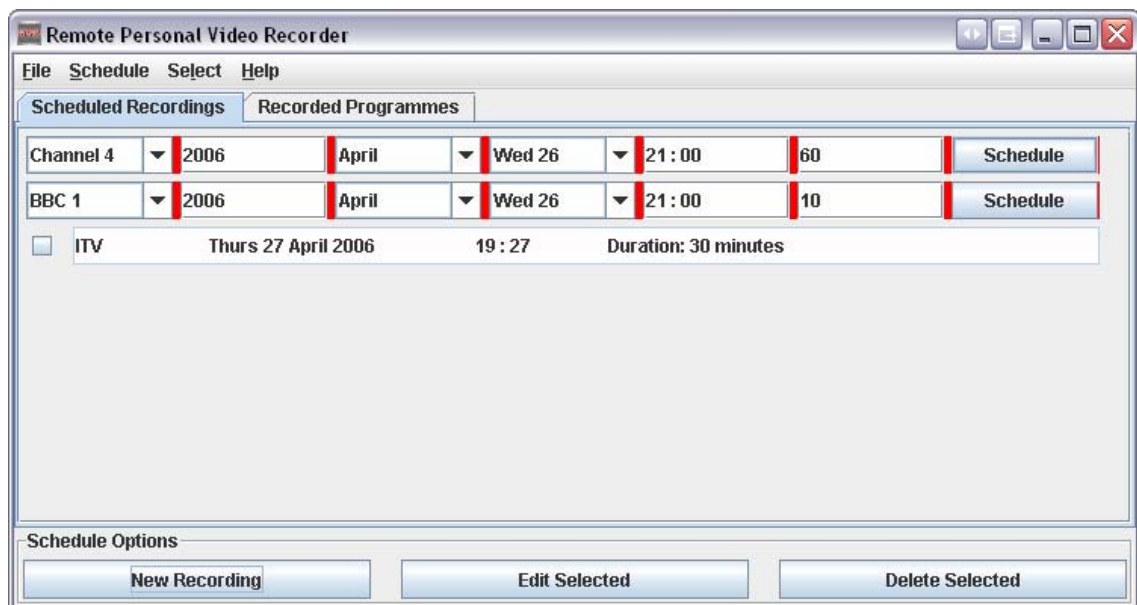 Remote Personal Video Recorder
File Schedule Select Help
Scheduled Recordings Recorded Programmes
Channel 4 2006 April Wed 26 21:00 60 Schedule
BBC 1 2006 April Wed 26 21:00 10 Schedule
ITV Thurs 27 April 2006 19:27 Duration: 30 minutes
Schedule Options
New Recording Edit Selected Delete Selected